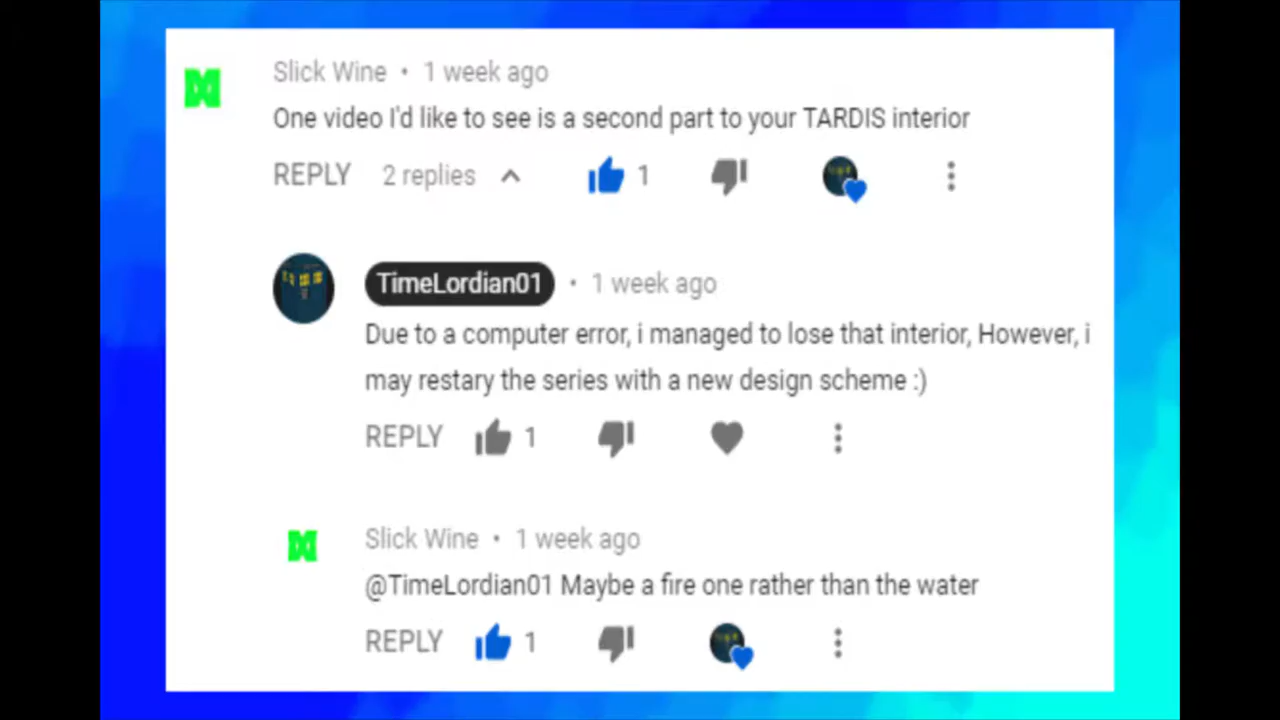 Slick Wine • 1 week ago
One video I'd like to see is a second part to your TARDIS interior
REPLY 2 replies 1
TimeLordian01 • 1 week ago
Due to a computer error, i managed to lose that interior, However, i
may restary the series with a new design scheme :)
REPLY 1
Slick Wine • 1 week ago
@TimeLordian01 Maybe a fire one rather than the water
REPLY 1